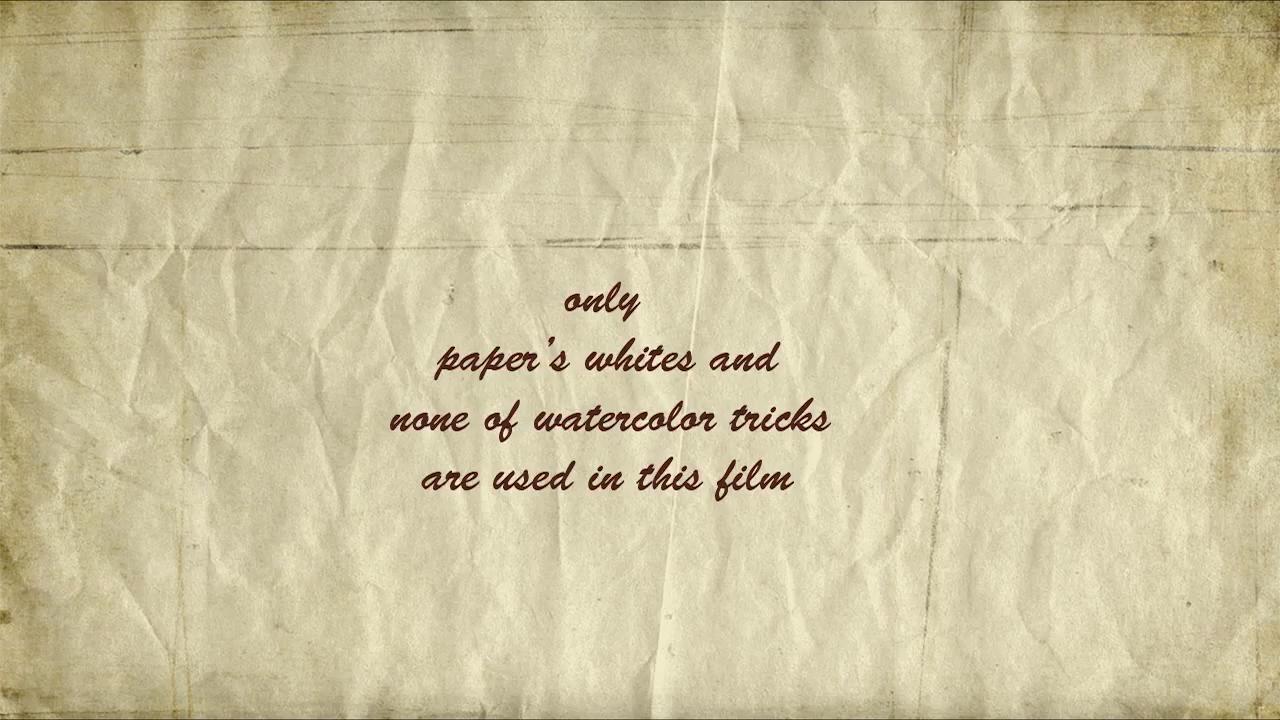 only
paper's whites and
none of watercolor tricks
are used in this film